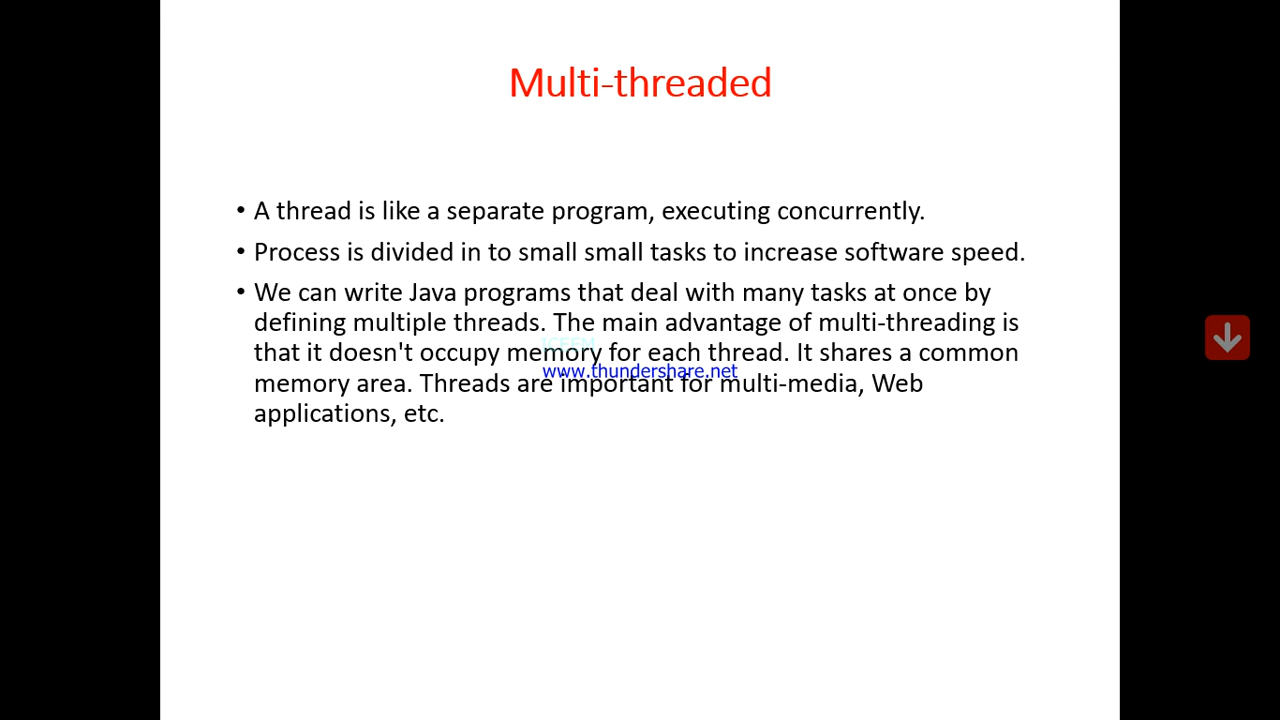 Multi-threaded
• A thread is like a separate program, executing concurrently.
• Process is divided in to small small tasks to increase software speed.
• We can write Java programs that deal with many tasks at once by
defining multiple threads. The main advantage of multi-threading is
that it doesn't occupy memory for each thread. It shares a common
memory area. Threads are important for multi-media, Web
applications, etc.
ICEEM
www.thundershare.net